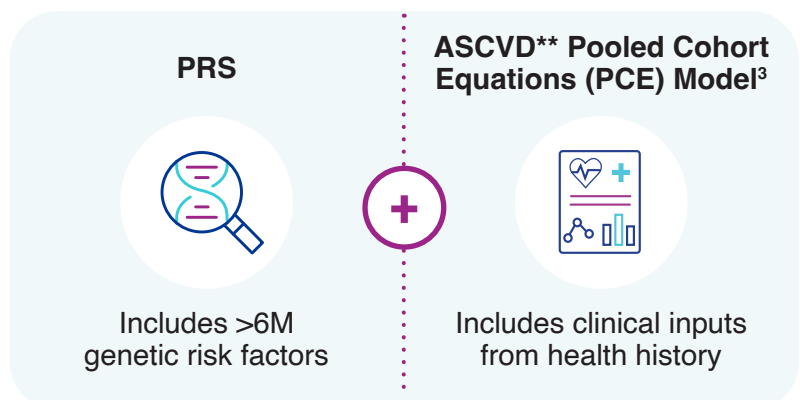 PRS
Includes >6M
genetic risk factors
+
ASCVD** Pooled Cohort
Equations (PCE) Model³
Includes clinical inputs
from health history